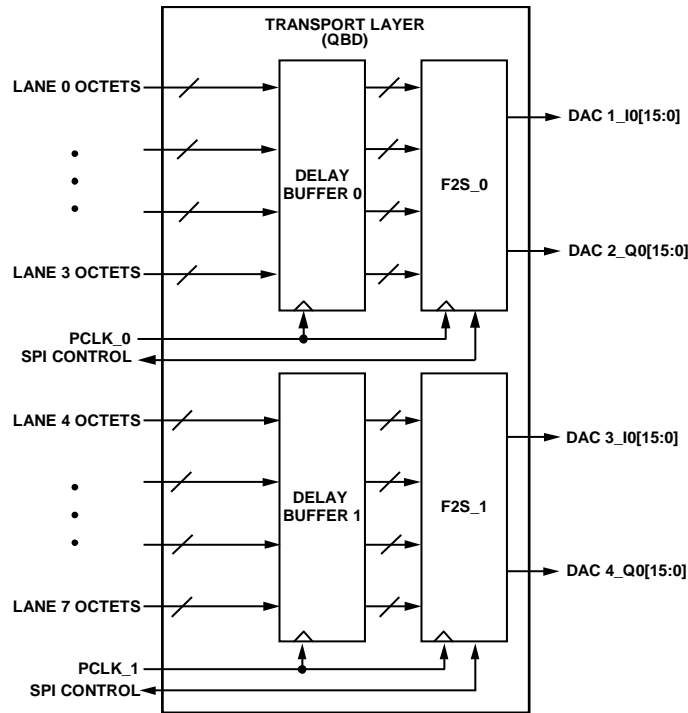 TRANSPORT LAYER
(QBD)
LANE 0 OCTETS
LANE 3 OCTETS
DELAY
BUFFER 0
F2S_0
DAC 1_I0[15:0]
DAC 2_Q0[15:0]
PCLK_0
SPI CONTROL
LANE 4 OCTETS
LANE 7 OCTETS
DELAY
BUFFER 1
F2S_1
DAC 3_I0[15:0]
DAC 4_Q0[15:0]
PCLK_1
SPI CONTROL